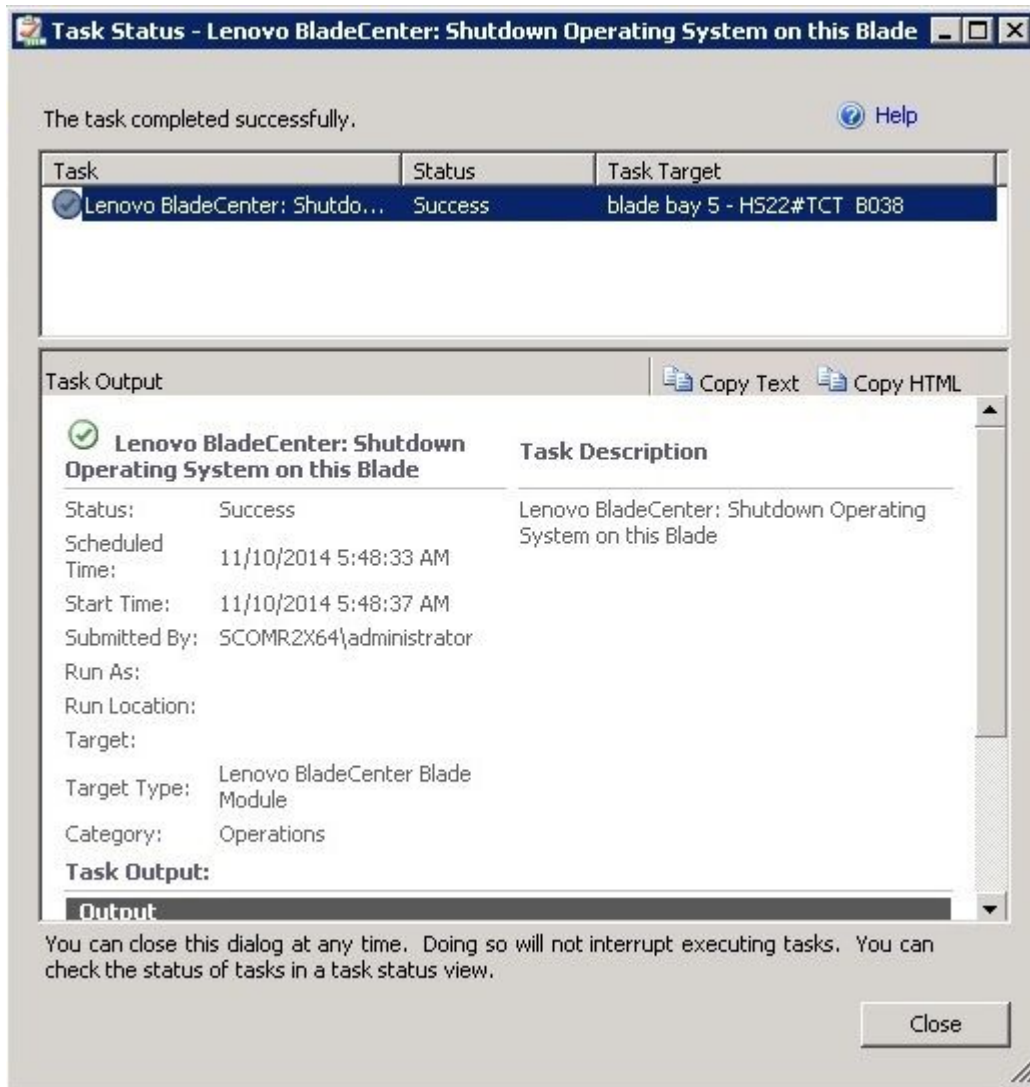 Task Status - Lenovo BladeCenter: Shutdown Operating System on this Blade
The task completed successfully.
Help
Task Status Task Target
Lenovo BladeCenter: Shutdo... Success blade bay 5 - HS22#TCT B038
Task Output
Copy Text Copy HTML
Lenovo BladeCenter: Shutdown
Operating System on this Blade
Task Description
Lenovo BladeCenter: Shutdown Operating
System on this Blade
Status: Success
Scheduled
Time: 11/10/2014 5:48:33 AM
Start Time: 11/10/2014 5:48:37 AM
Submitted By: SCOMR2X64\administrator
Run As:
Run Location:
Target:
Target Type: Lenovo BladeCenter Blade
Module
Category: Operations
Task Output:
Output
You can close this dialog at any time. Doing so will not interrupt executing tasks. You can
check the status of tasks in a task status view.
Close